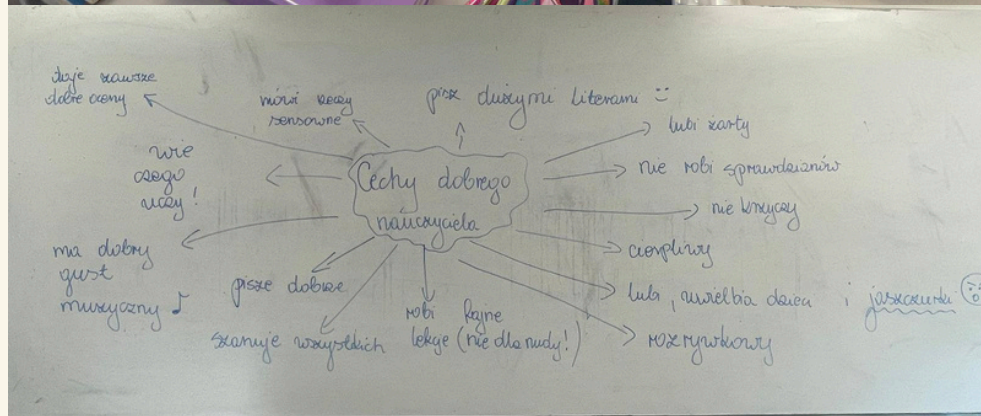 daje zawsze
dobre oceny
mówi rzeczy
sensowne
pisz dużymi literami :)
lubi żarty
wie
czego
uczy!
Cechy dobrego
nauczyciela
nie robi sprawdzianów
nie krzyczy
ma dobry
gust
muzyczny ♪
cierpliwy
pisze dobrze
lubi, uwielbia dzieci i jaszczurki
robi fajne
lekcje (nie dla nudy!)
szanuje wszystkich
rozrywkowy